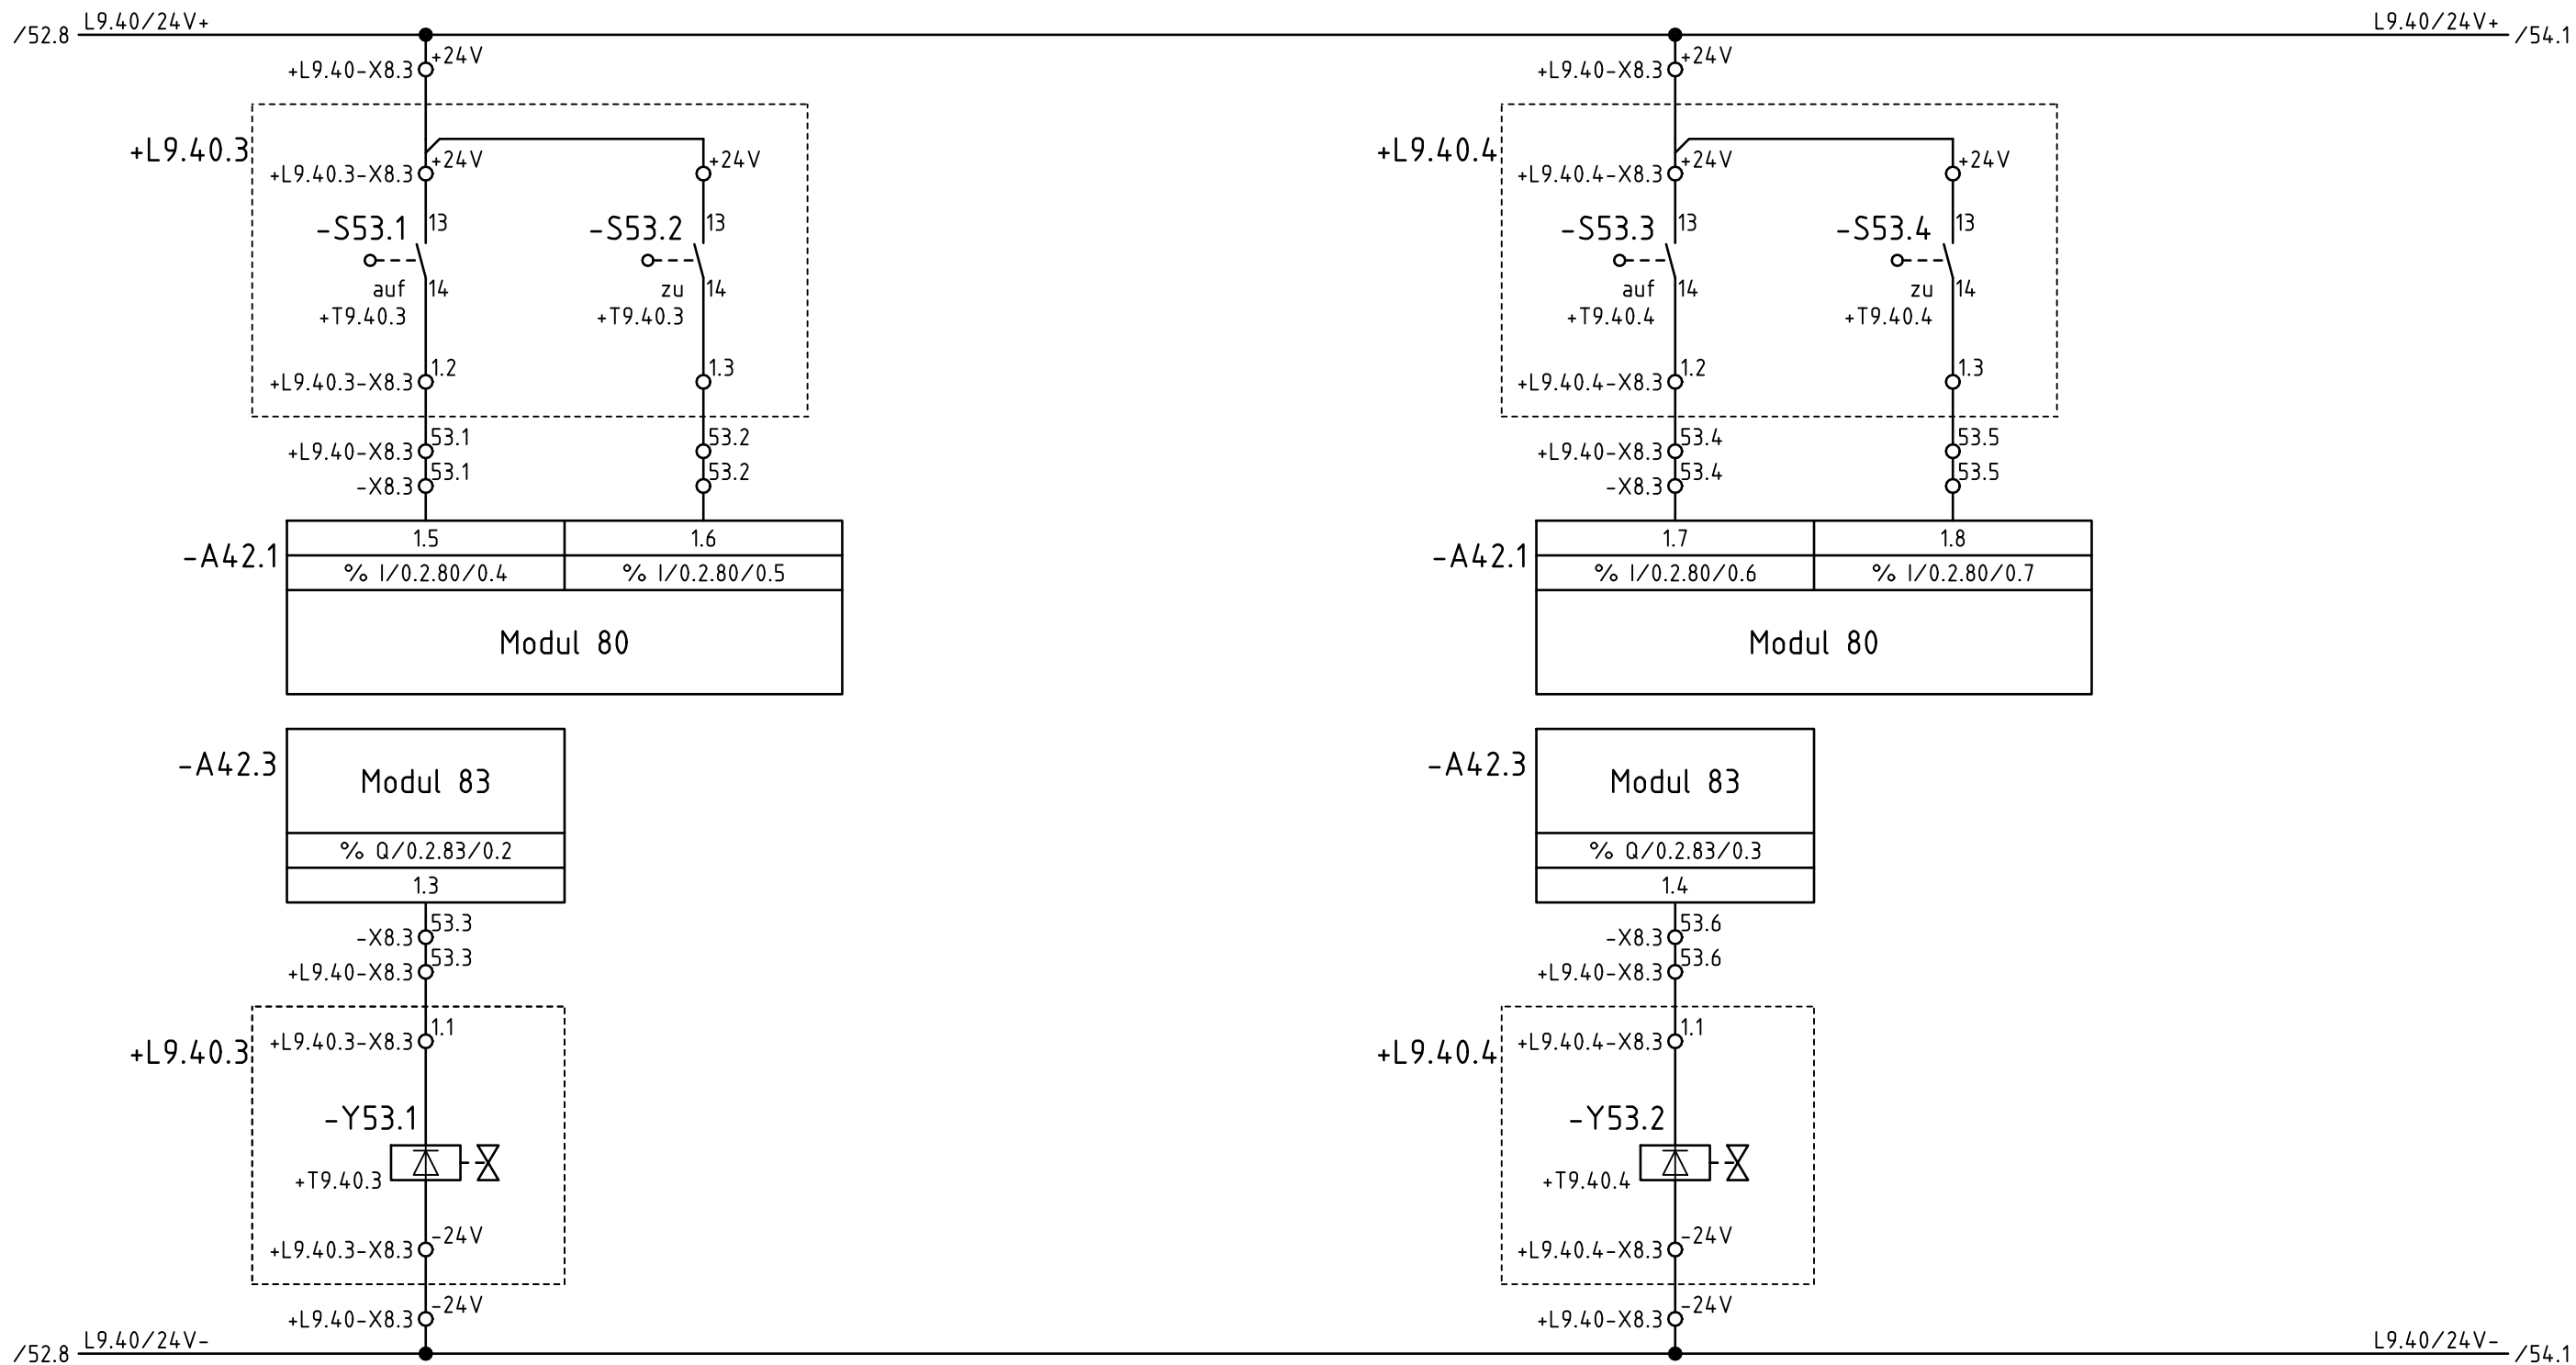 L9.40/24V+ L9.40/24V+
/52.8 /54.1
+24V +24V
+L9.40-X8.3 +L9.40-X8.3
+L9.40.3 +L9.40.4
+24V +24V +24V +24V
+L9.40.3-X8.3 +L9.40.4-X8.3
13 13 13 13
-S53.1 -S53.2 -S53.3 -S53.4
auf 14 zu 14 auf 14 zu 14
+T9.40.3 +T9.40.3 +T9.40.4 +T9.40.4
1.2 1.3 1.2 1.3
+L9.40.3-X8.3 +L9.40.4-X8.3
53.1 53.2 53.4 53.5
+L9.40-X8.3 +L9.40-X8.3
53.1 53.2 53.4 53.5
-X8.3 -X8.3
1.5 1.6 1.7 1.8
-A42.1 -A42.1
% I/0.2.80/0.4 % I/0.2.80/0.5 % I/0.2.80/0.6 % I/0.2.80/0.7
Modul 80 Modul 80
-A42.3 -A42.3
Modul 83 Modul 83
% Q/0.2.83/0.2 % Q/0.2.83/0.3
1.3 1.4
53.3 53.6
-X8.3 -X8.3
53.3 53.6
+L9.40-X8.3 +L9.40-X8.3
1.1 1.1
+L9.40.3 +L9.40.3-X8.3 +L9.40.4 +L9.40.4-X8.3
-Y53.1 -Y53.2
+T9.40.3 +T9.40.4
-24V -24V
+L9.40.3-X8.3 +L9.40.4-X8.3
-24V -24V
+L9.40-X8.3 +L9.40-X8.3
L9.40/24V- L9.40/24V-
/52.8 /54.1